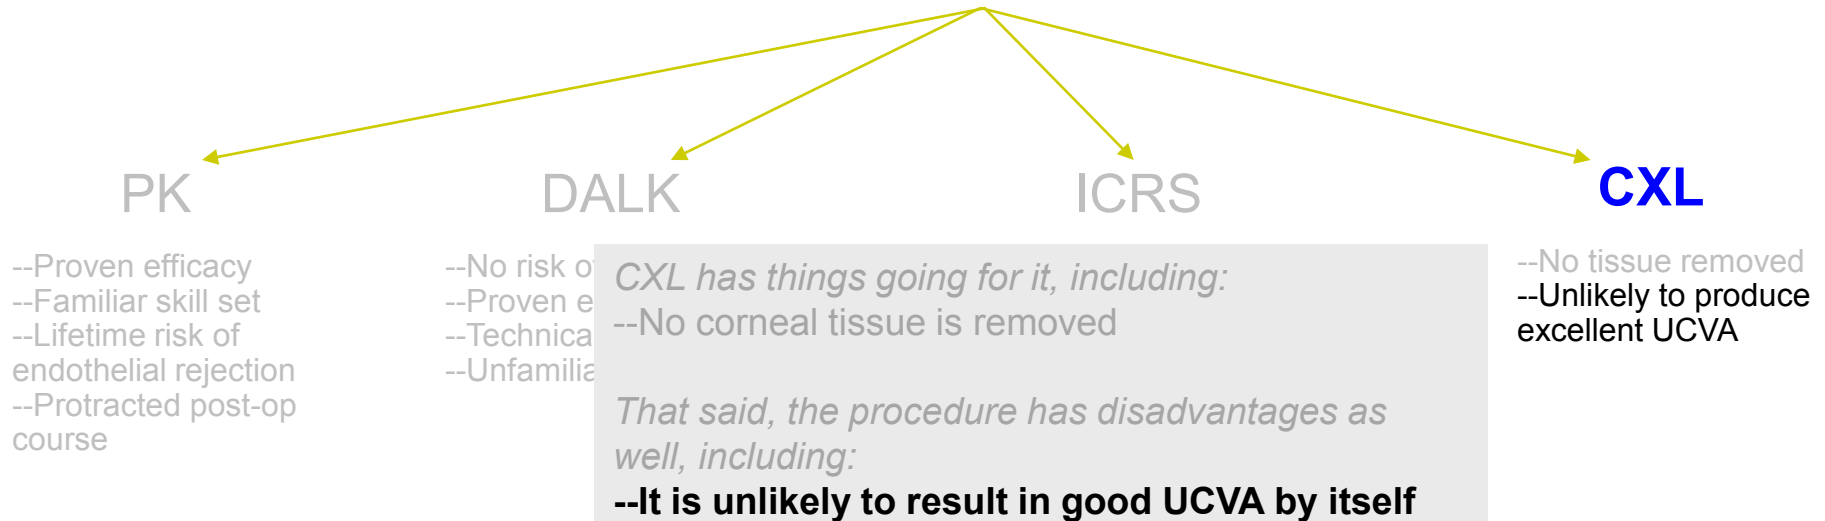 PK
DALK
ICRS
CXL
--Proven efficacy
--Familiar skill set
--Lifetime risk of
endothelial rejection
--Protracted post-op
course
--No risk
--Proven
CXL has things going for it, including:
--No corneal tissue is removed
That said, the procedure has disadvantages as
well, including:
--It is unlikely to result in good UCVA by itself
--No tissue removed
--Unlikely to produce
excellent UCVA